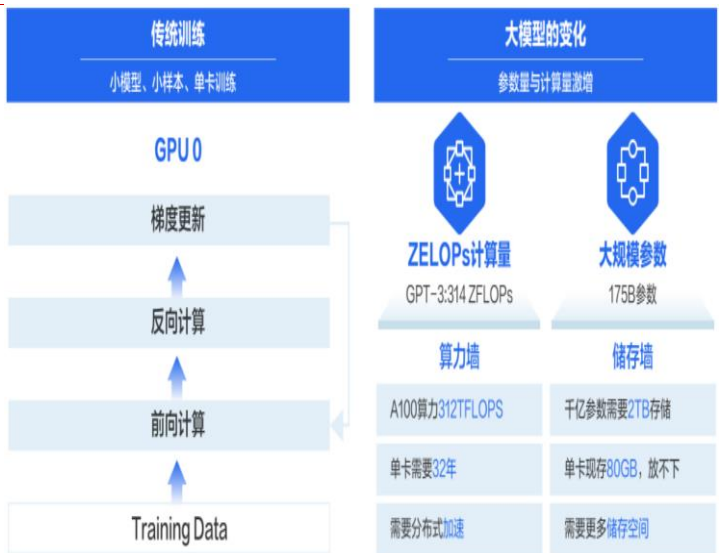 传统训练
小模型、小样本、单卡训练
GPU 0
梯度更新
反向计算
前向计算
Training Data
大模型的变化
参数量与计算量激增
ZELOPs计算量
GPT-3:314 ZFLOPs
算力墙
A100算力312TFLOPS
单卡需要32年
需要分布式加速
大规模参数
175B参数
储存墙
千亿参数需要2TB存储
单卡现存80GB，放不下
需要更多储存空间